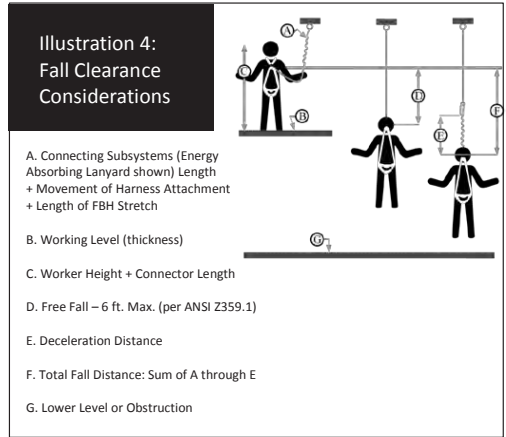 Illustration 4:
Fall Clearance
Considerations
A
C
B
D
E
F
G
A. Connecting Subsystems (Energy
Absorbing Lanyard shown) Length
+ Movement of Harness Attachment
+ Length of FBH Stretch
B. Working Level (thickness)
C. Worker Height + Connector Length
D. Free Fall – 6 ft. Max. (per ANSI Z359.1)
E. Deceleration Distance
F. Total Fall Distance: Sum of A through E
G. Lower Level or Obstruction